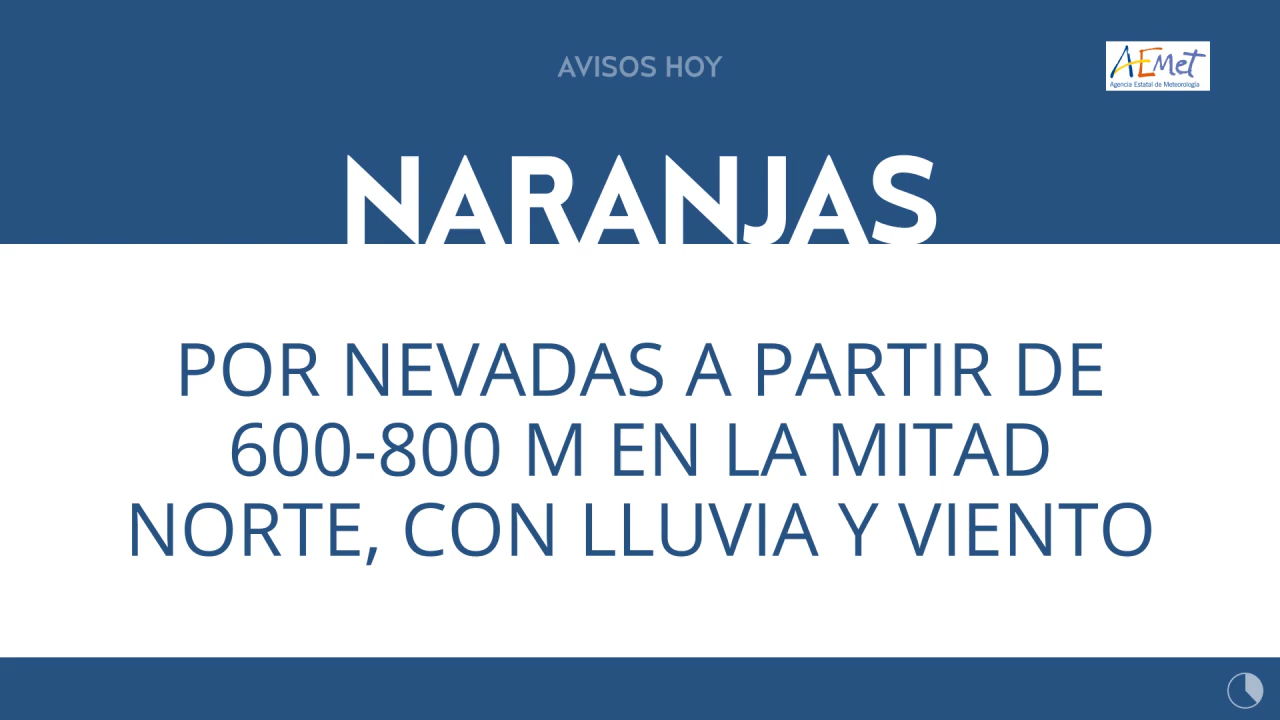 AVISOS HOY
AEMet
Agencia Estatal de Meteorología
NARANJAS
POR NEVADAS A PARTIR DE
600-800 M EN LA MITAD
NORTE, CON LLUVIA Y VIENTO